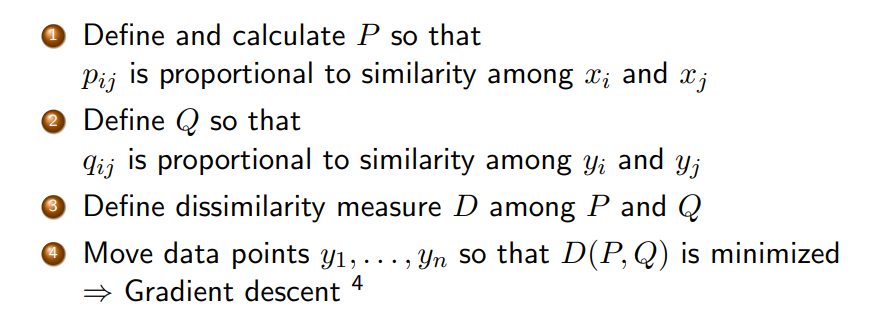 1 Define and calculate P so that
p_{ij} is proportional to similarity among x_i and x_j
2 Define Q so that
q_{ij} is proportional to similarity among y_i and y_j
3 Define dissimilarity measure D among P and Q
4 Move data points y_1, . . . , y_n so that D(P, Q) is minimized
⇒ Gradient descent ⁴